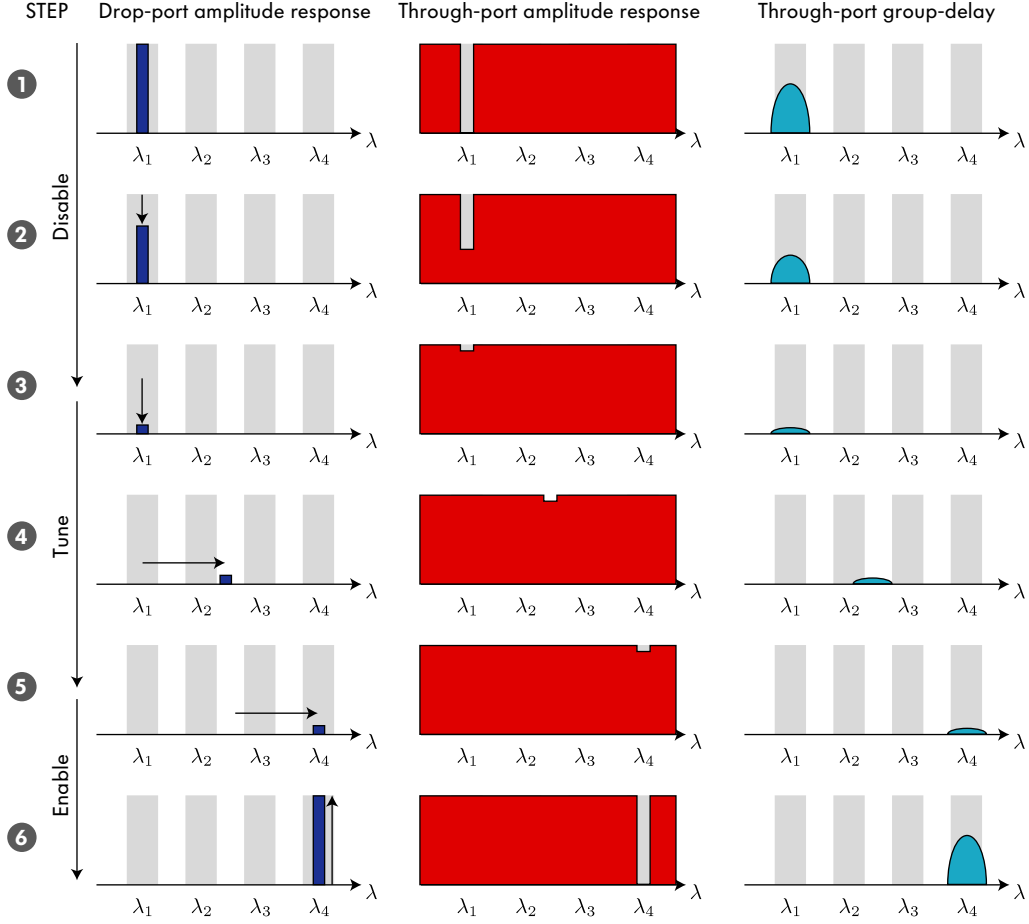 STEP Drop-port amplitude response Through-port amplitude response Through-port group-delay
1
λ
λ
λ
λ1 λ2 λ3 λ4
λ1 λ2 λ3 λ4
λ1 λ2 λ3 λ4
Disable
2
λ
λ
λ
λ1 λ2 λ3 λ4
λ1 λ2 λ3 λ4
λ1 λ2 λ3 λ4
3
λ
λ
λ
λ1 λ2 λ3 λ4
λ1 λ2 λ3 λ4
λ1 λ2 λ3 λ4
Tune
4
λ
λ
λ
λ1 λ2 λ3 λ4
λ1 λ2 λ3 λ4
λ1 λ2 λ3 λ4
5
λ
λ
λ
λ1 λ2 λ3 λ4
λ1 λ2 λ3 λ4
λ1 λ2 λ3 λ4
Enable
6
λ
λ
λ
λ1 λ2 λ3 λ4
λ1 λ2 λ3 λ4
λ1 λ2 λ3 λ4